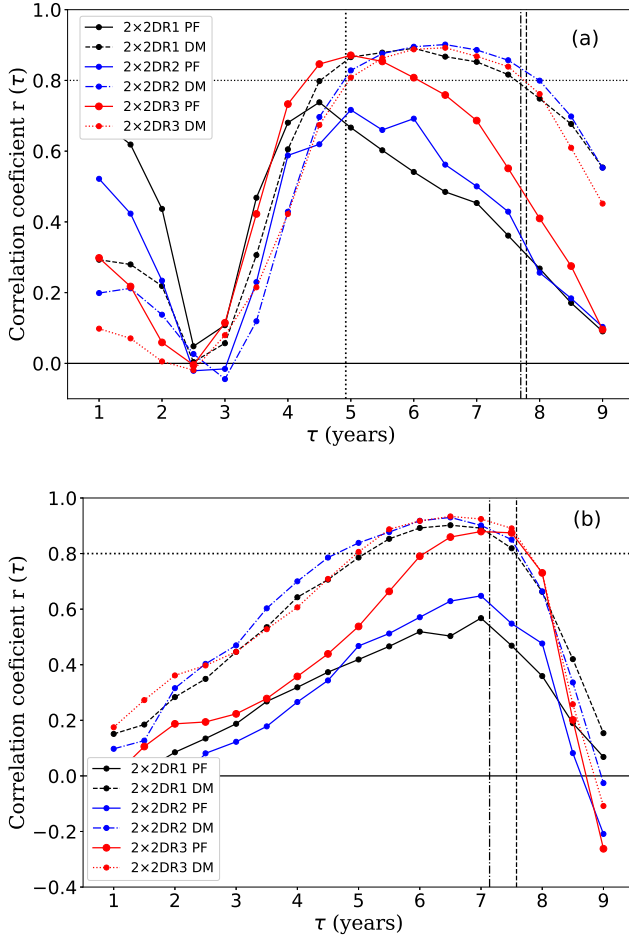 1.0
0.8
0.6
0.4
0.2
0.0
Correlation coeficient r (τ)
2×2DR1 PF
2×2DR1 DM
2×2DR2 PF
2×2DR2 DM
2×2DR3 PF
2×2DR3 DM
(a)
1 2 3 4 5 6 7 8 9
τ (years)
1.0
0.8
0.6
0.4
0.2
0.0
−0.2
−0.4
Correlation coeficient r (τ)
(b)
2×2DR1 PF
2×2DR1 DM
2×2DR2 PF
2×2DR2 DM
2×2DR3 PF
2×2DR3 DM
1 2 3 4 5 6 7 8 9
τ (years)